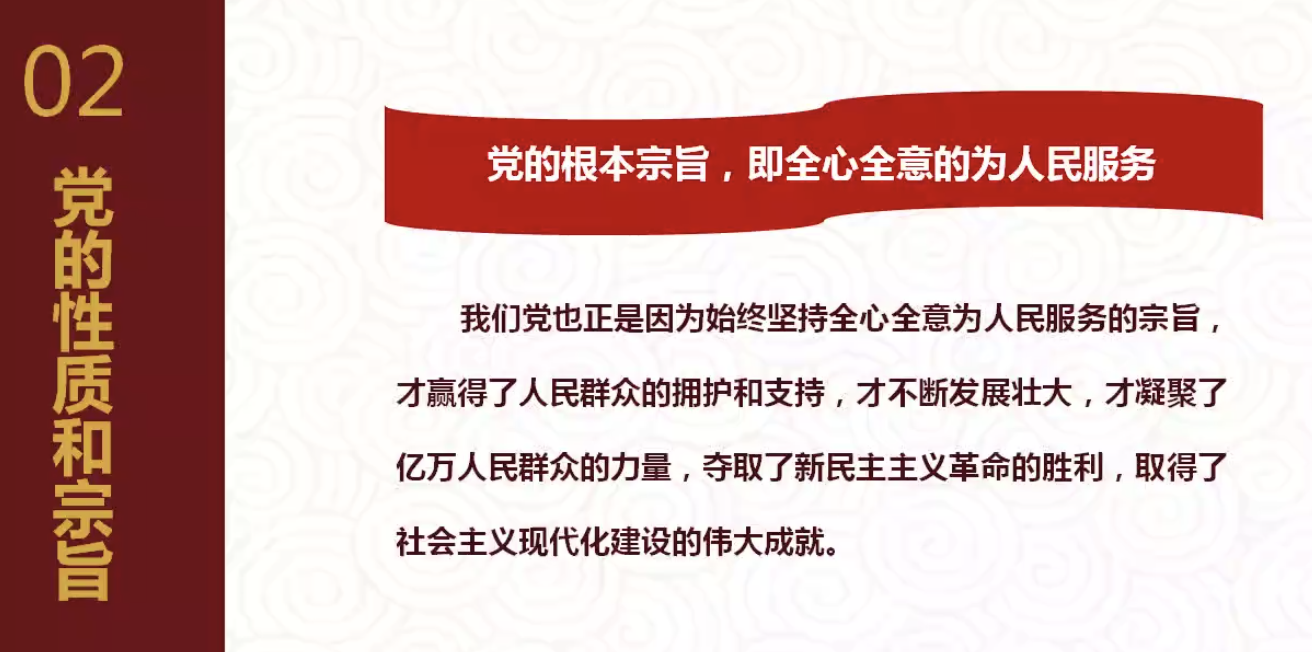 02
党的性质和宗旨
党的根本宗旨，即全心全意的为人民服务
我们党也正是因为始终坚持全心全意为人民服务的宗旨，
才赢得了人民群众的拥护和支持，才不断发展壮大，才凝聚了
亿万人民群众的力量，夺取了新民主主义革命的胜利，取得了
社会主义现代化建设的伟大成就。